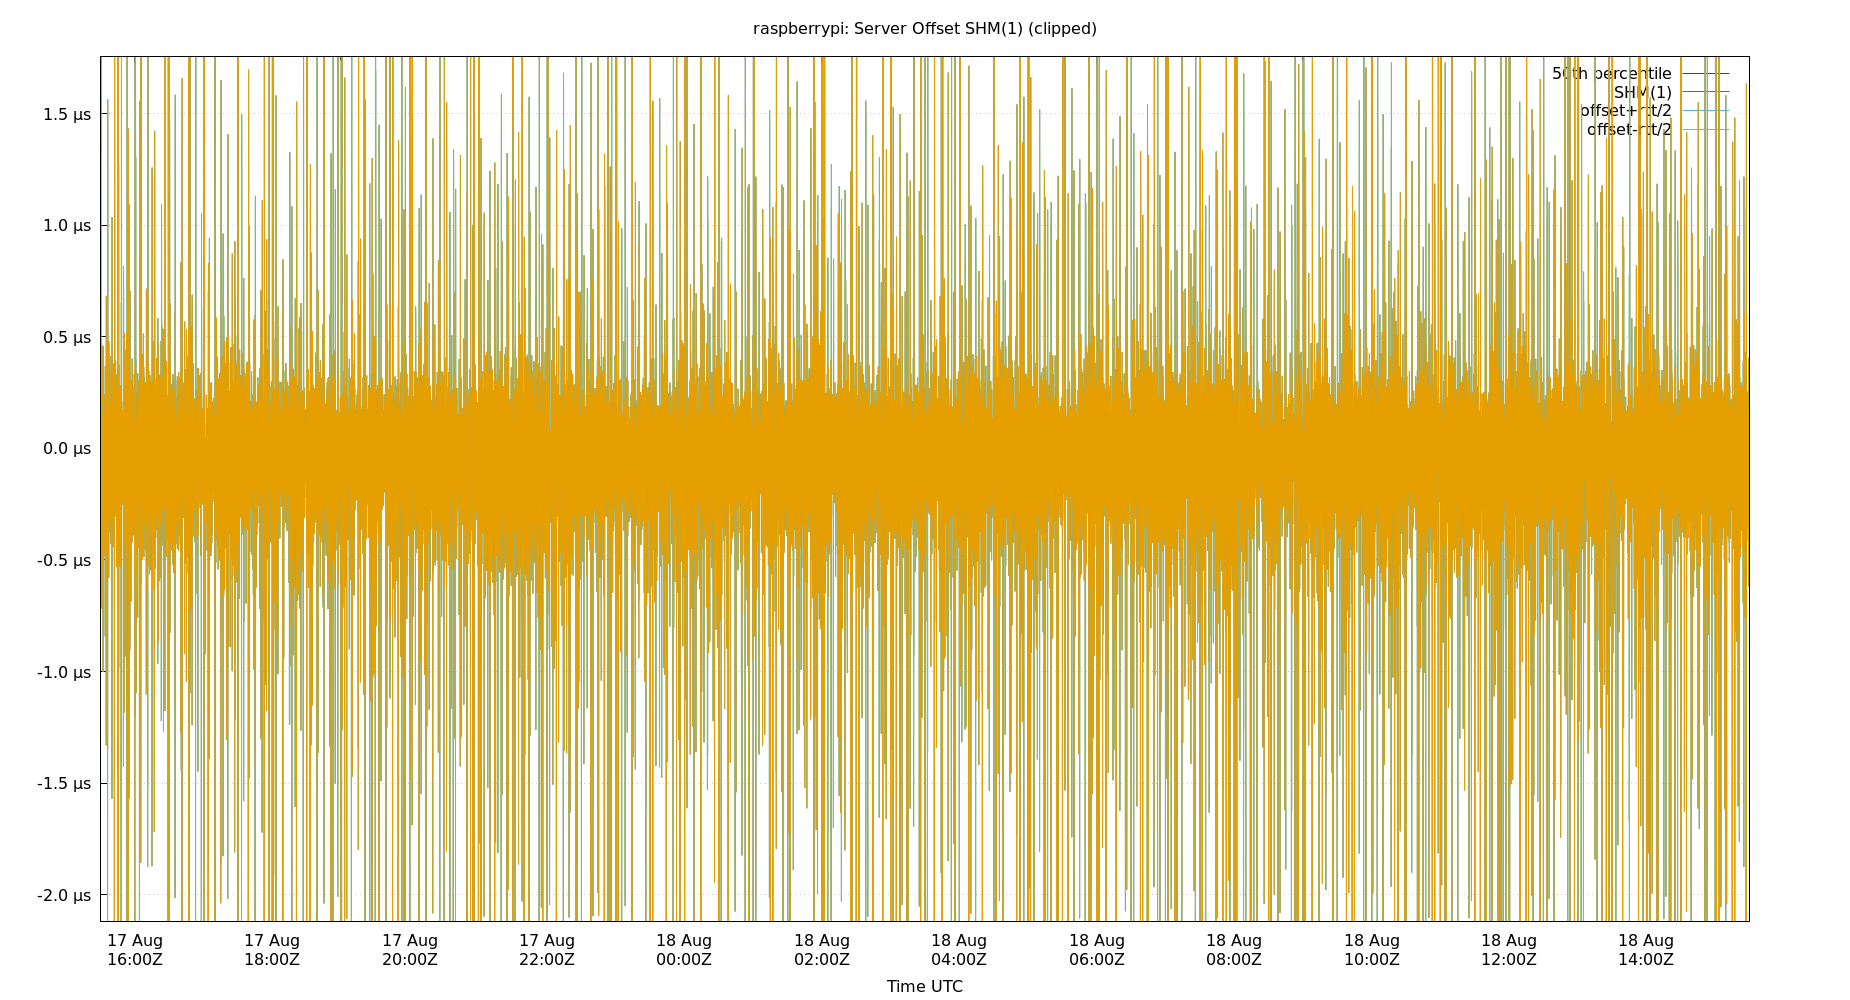 raspberrypi: Server Offset SHM(1) (clipped)
50th percentile
SHM(1)
offset+rtt/2
offset-rtt/2
1.5 µs
1.0 µs
0.5 µs
0.0 µs
-0.5 µs
-1.0 µs
-1.5 µs
-2.0 µs
17 Aug 17 Aug 17 Aug 17 Aug 18 Aug 18 Aug 18 Aug 18 Aug 18 Aug 18 Aug 18 Aug 18 Aug
16:00Z 18:00Z 20:00Z 22:00Z 00:00Z 02:00Z 04:00Z 06:00Z 08:00Z 10:00Z 12:00Z 14:00Z
Time UTC